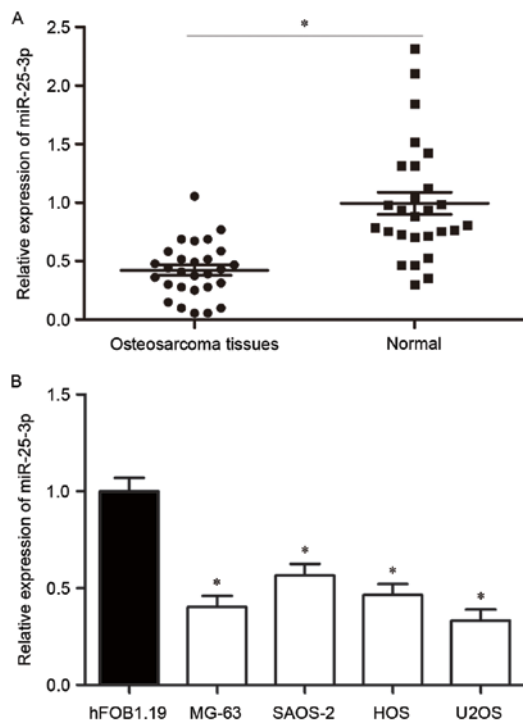 A
Relative expression of miR-25-3p
2.5
2.0
1.5
1.0
0.5
0.0
*
Osteosarcoma tissues
Normal
B
Relative expression of miR-25-3p
1.5
1.0
0.5
0.0
*
*
*
*
hFOB1.19
MG-63
SAOS-2
HOS
U2OS